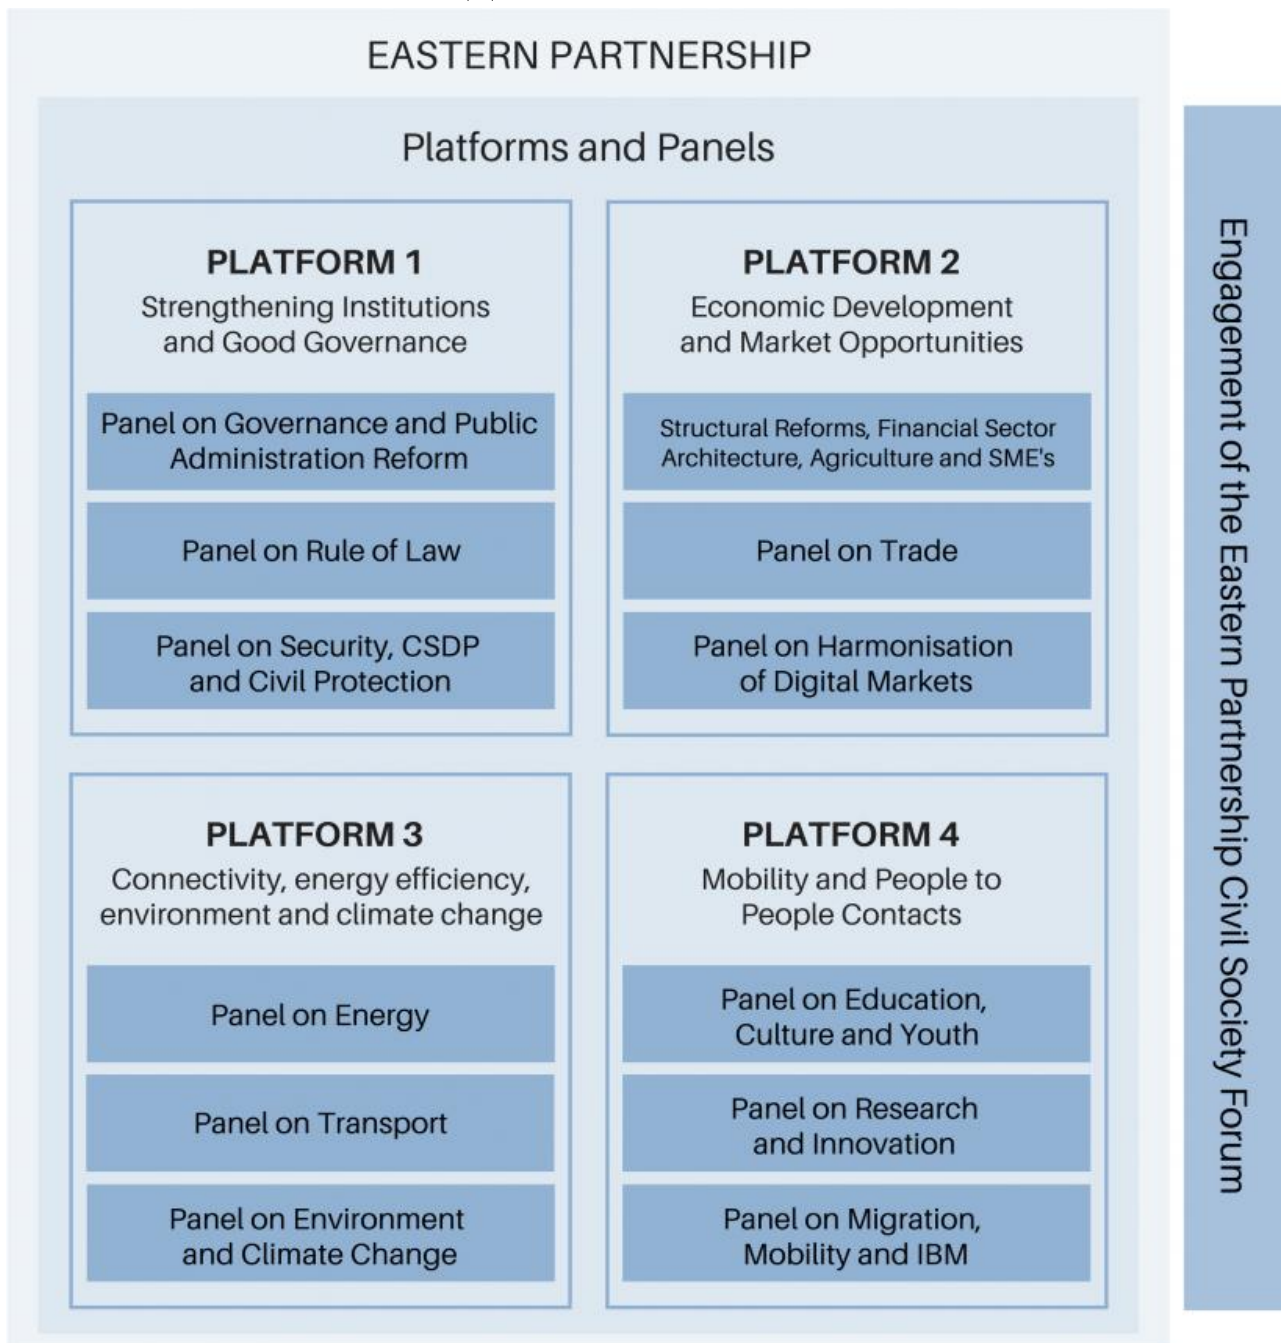 EASTERN PARTNERSHIP
Platforms and Panels
PLATFORM 1
Strengthening Institutions
and Good Governance
Panel on Governance and Public
Administration Reform
Panel on Rule of Law
Panel on Security, CSDP
and Civil Protection
PLATFORM 2
Economic Development
and Market Opportunities
Structural Reforms, Financial Sector
Architecture, Agriculture and SME's
Panel on Trade
Panel on Harmonisation
of Digital Markets
PLATFORM 3
Connectivity, energy efficiency,
environment and climate change
Panel on Energy
Panel on Transport
Panel on Environment
and Climate Change
PLATFORM 4
Mobility and People to
People Contacts
Panel on Education,
Culture and Youth
Panel on Research
and Innovation
Panel on Migration,
Mobility and IBM
Engagement of the Eastern Partnership Civil Society Forum